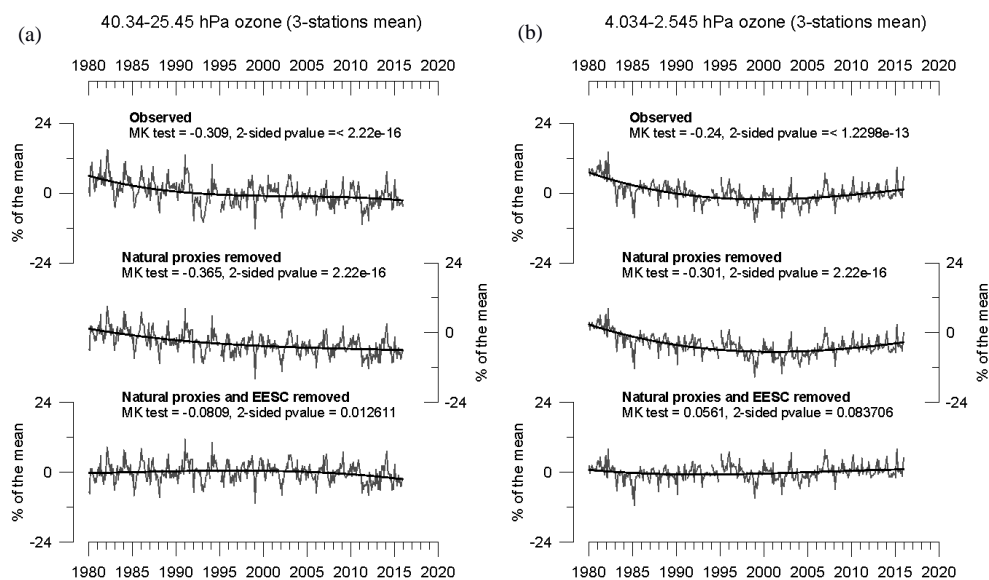 (a)
40.34-25.45 hPa ozone (3-stations mean)
1980 1985 1990 1995 2000 2005 2010 2015 2020
Observed
MK test = -0.309, 2-sided pvalue =< 2.22e-16
24
0
-24
% of the mean
Natural proxies removed
MK test = -0.365, 2-sided pvalue = 2.22e-16
24
0
-24
% of the mean
Natural proxies and EESC removed
MK test = -0.0809, 2-sided pvalue = 0.012611
24
0
-24
% of the mean
1980 1985 1990 1995 2000 2005 2010 2015 2020
(b)
4.034-2.545 hPa ozone (3-stations mean)
1980 1985 1990 1995 2000 2005 2010 2015 2020
Observed
MK test = -0.24, 2-sided pvalue =< 1.2298e-13
24
0
-24
% of the mean
Natural proxies removed
MK test = -0.301, 2-sided pvalue = 2.22e-16
24
0
-24
% of the mean
Natural proxies and EESC removed
MK test = 0.0561, 2-sided pvalue = 0.083706
24
0
-24
% of the mean
1980 1985 1990 1995 2000 2005 2010 2015 2020